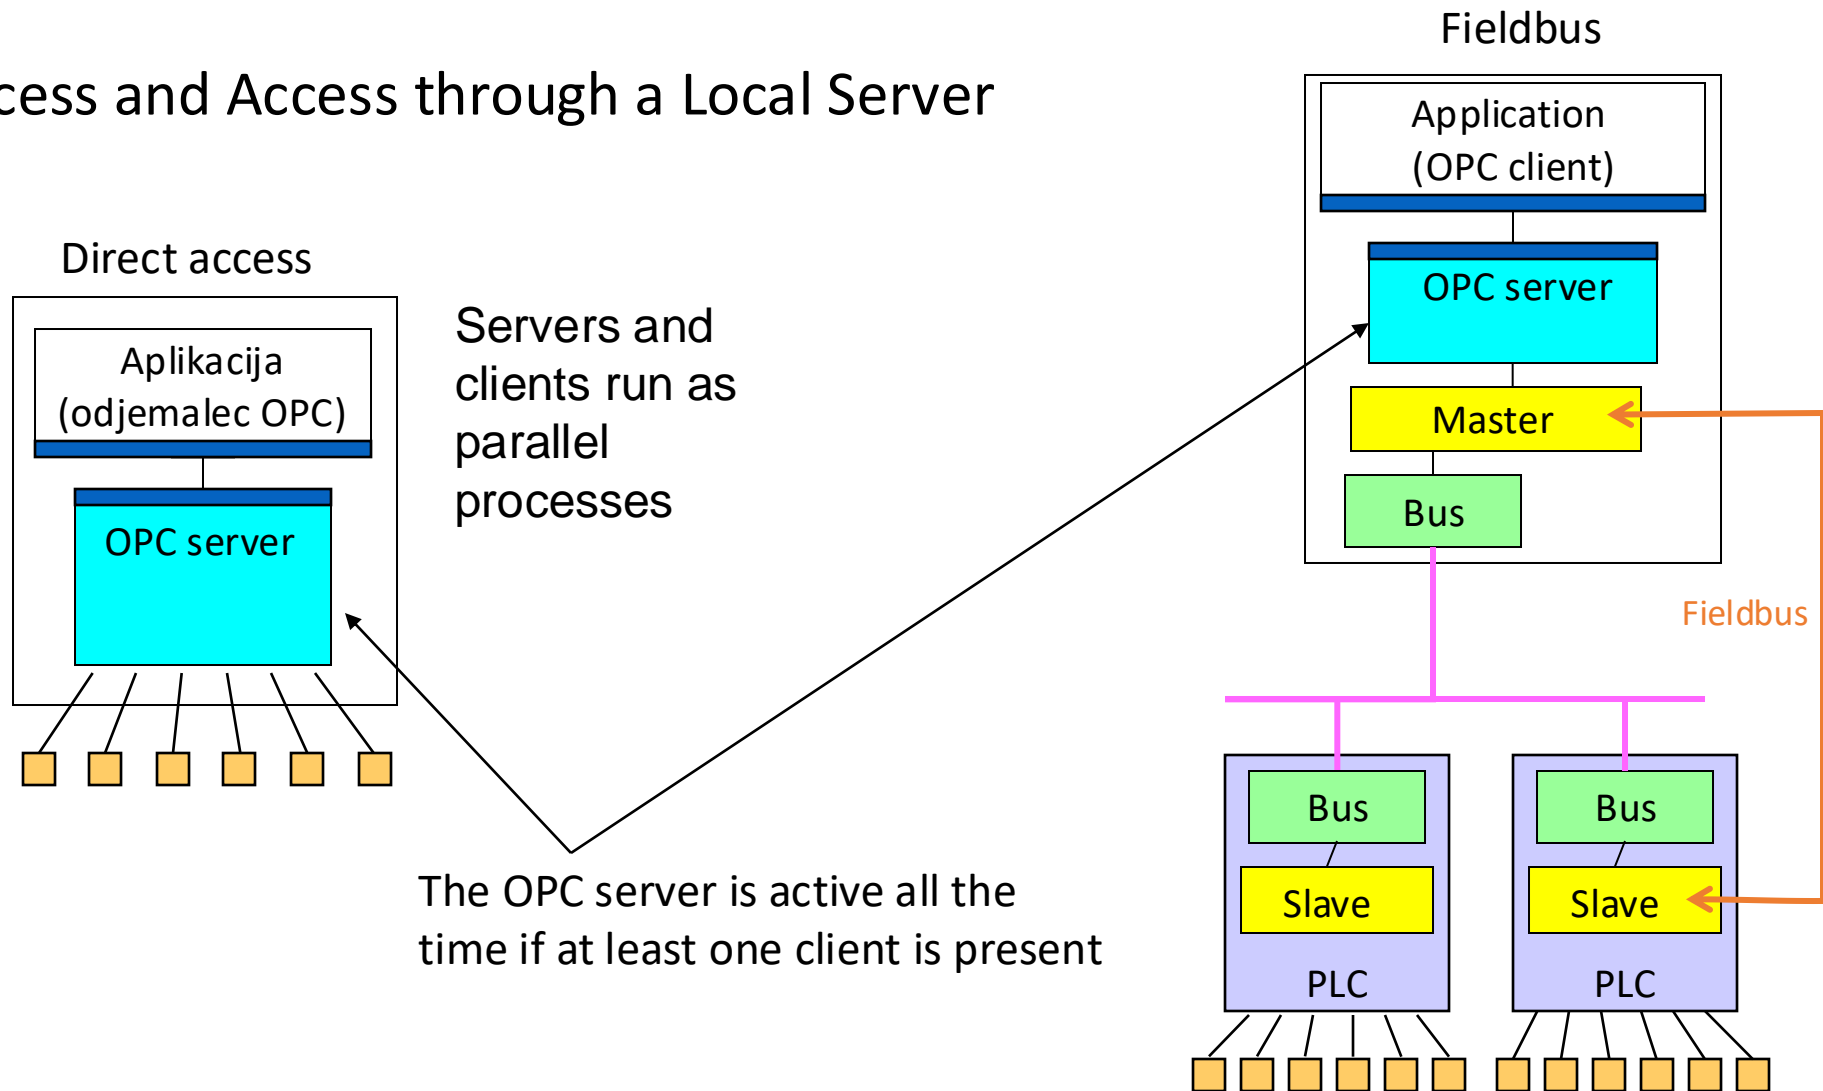 Fieldbus
cess and Access through a Local Server
Application
(OPC client)
OPC server
Master
Bus
Direct access
Aplikacija
(odjemalec OPC)
OPC server
Servers and
clients run as
parallel
processes
Fieldbus
The OPC server is active all the
time if at least one client is present
Bus
Slave
PLC
Bus
Slave
PLC